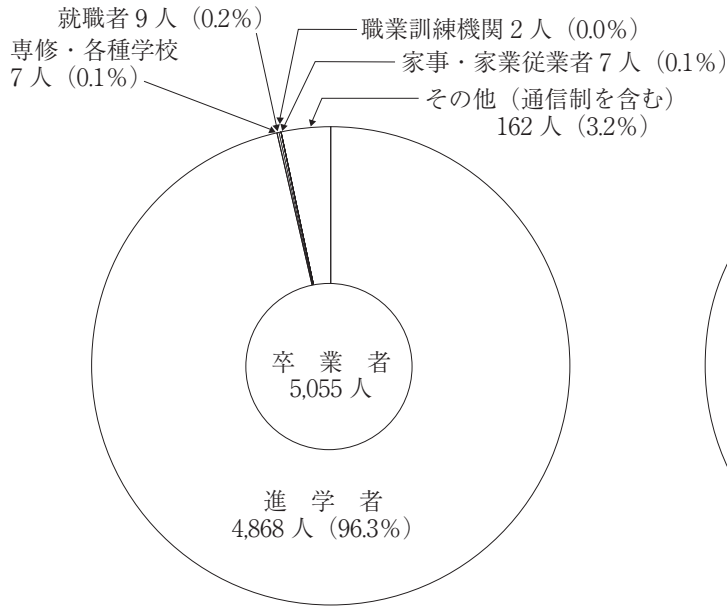 就職者 9 人（0.2%）
職業訓練機関 2 人（0.0%）
専修・各種学校
7 人（0.1%）
家事・家業従業者 7 人（0.1%）
その他（通信制を含む）
162 人（3.2%）
卒　業　者
5,055 人
進　学　者
4,868 人（96.3%）